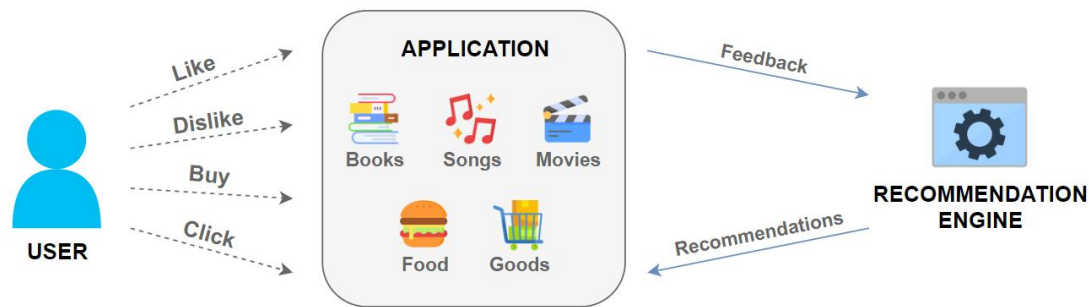 Like
Dislike
Buy
Click
USER
APPLICATION
Books Songs Movies
Food Goods
Feedback
Recommendations
RECOMMENDATION
ENGINE